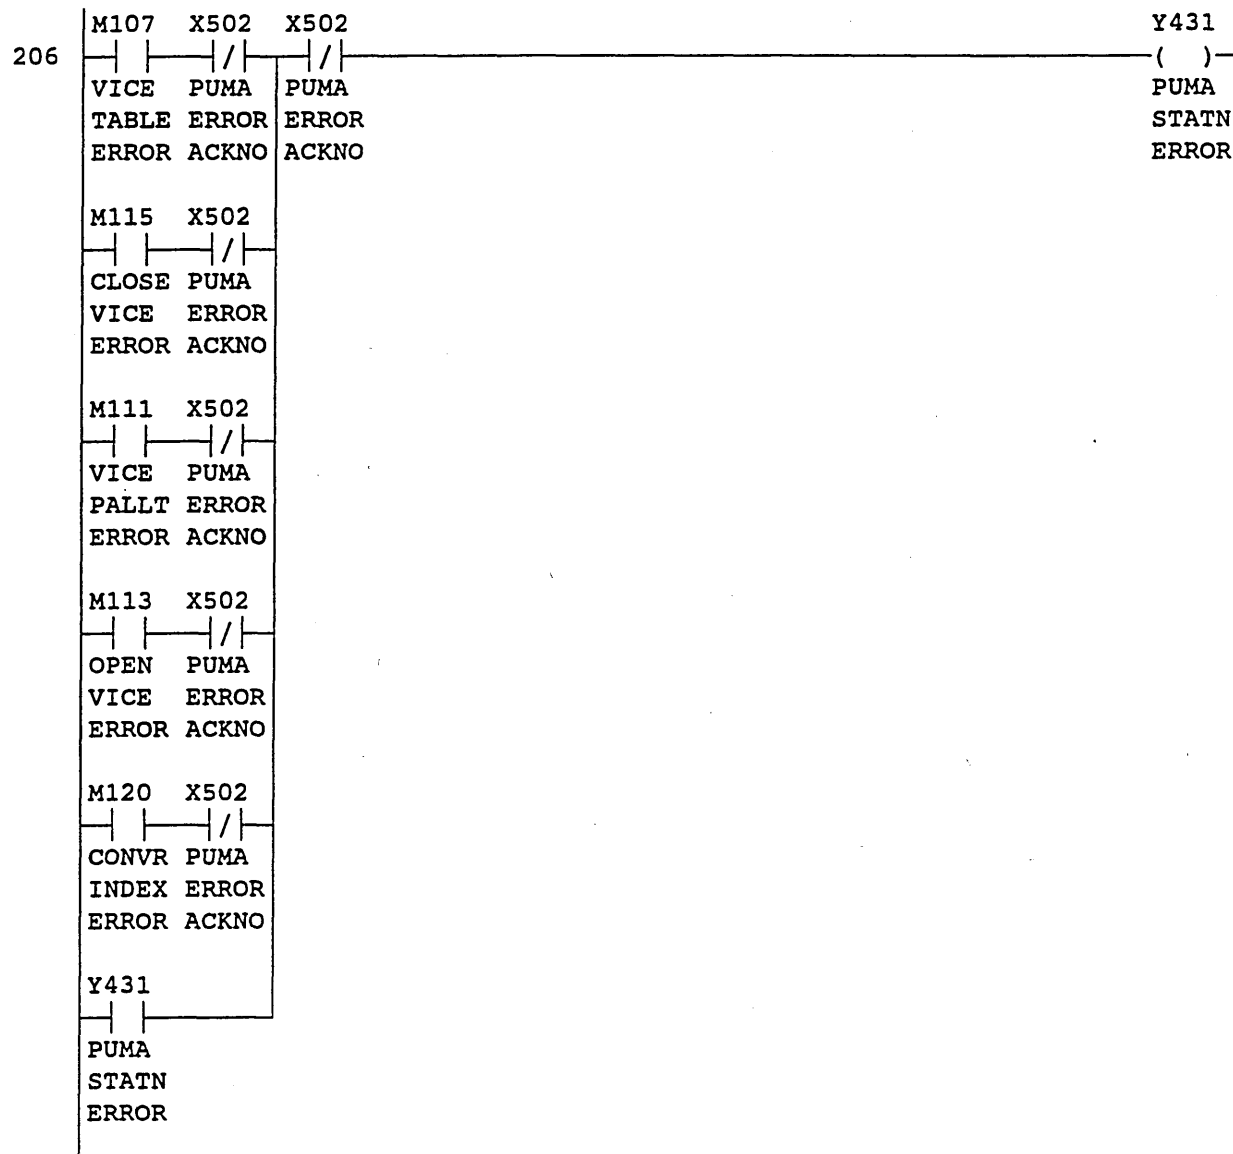 M107 X502 X502 Y431
206
VICE PUMA PUMA PUMA
TABLE ERROR ERROR STATN
ERROR ACKNO ACKNO ERROR
M115 X502
CLOSE PUMA
VICE ERROR
ERROR ACKNO
M111 X502
VICE PUMA
PALLT ERROR
ERROR ACKNO
M113 X502
OPEN PUMA
VICE ERROR
ERROR ACKNO
M120 X502
CONVR PUMA
INDEX ERROR
ERROR ACKNO
Y431
PUMA
STATN
ERROR